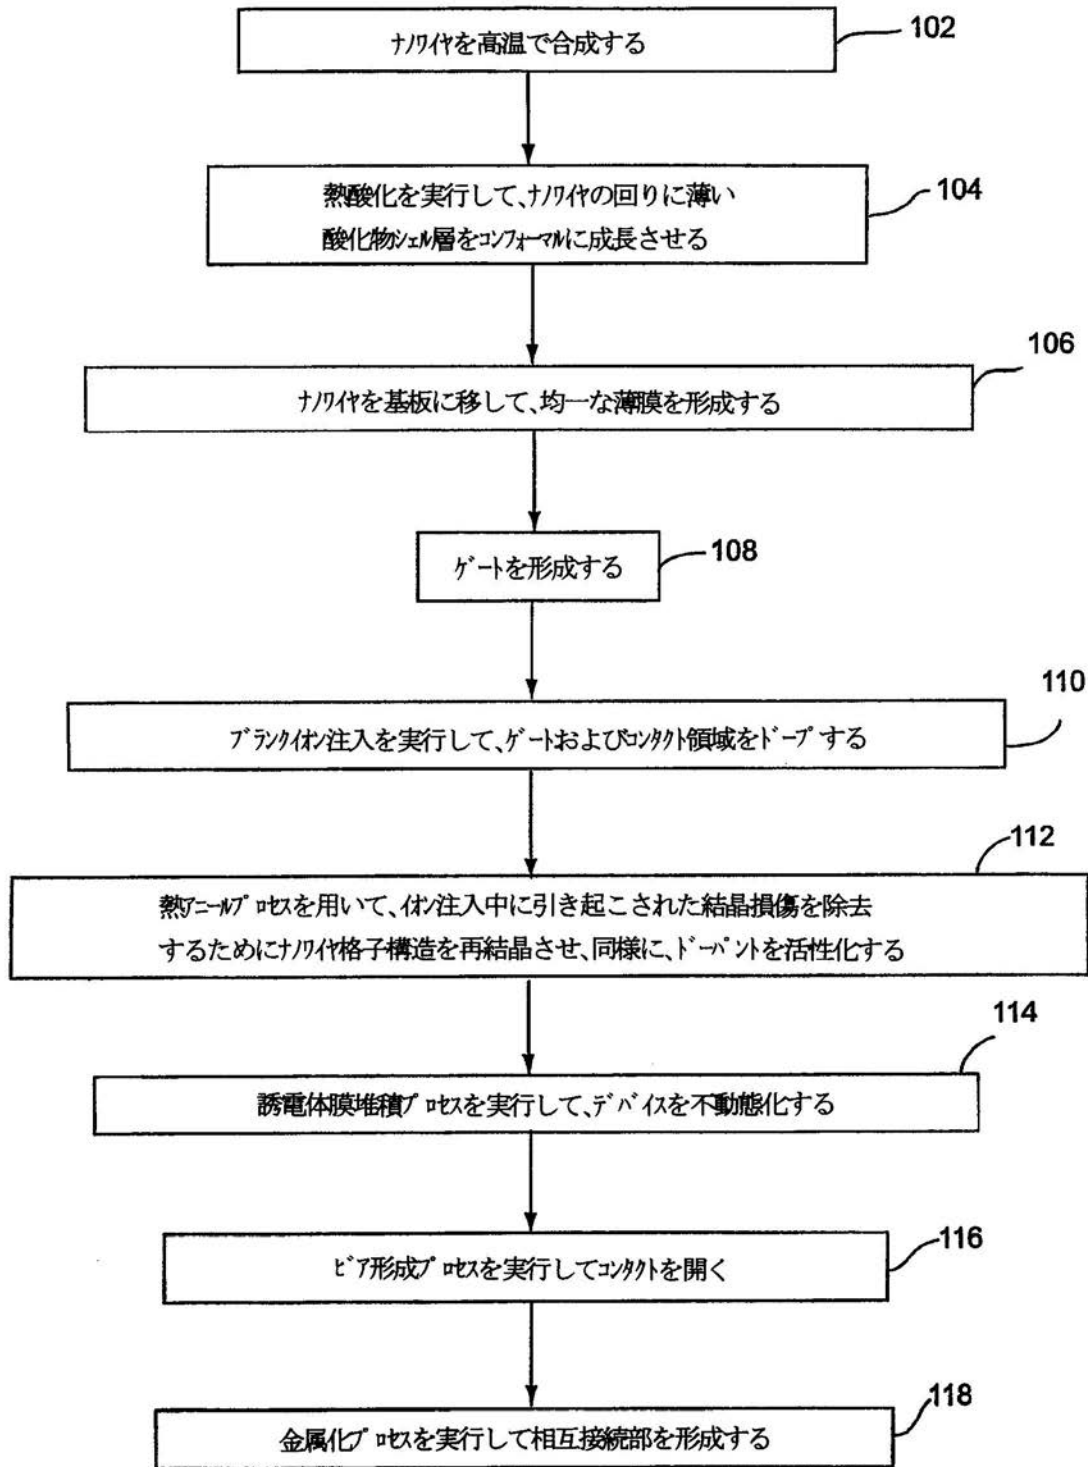 ナノワイヤを高温で合成する
102
熱酸化を実行して、ナノワイヤの回りに薄い
酸化物シェル層をコンフォーマルに成長させる
104
106
ナノワイヤを基板に移して、均一な薄膜を形成する
ゲートを形成する
108
110
ブランクイオン注入を実行して、ゲートおよびコンタクト領域をドープする
112
熱アニールプロセスを用いて、イオン注入中に引き起こされた結晶損傷を除去
するためにナノワイヤ格子構造を再結晶させ、同様に、ドーパントを活性化する
114
誘電体膜堆積プロセスを実行して、デバイスを不動態化する
116
ビア形成プロセスを実行してコンタクトを開く
118
金属化プロセスを実行して相互接続部を形成する